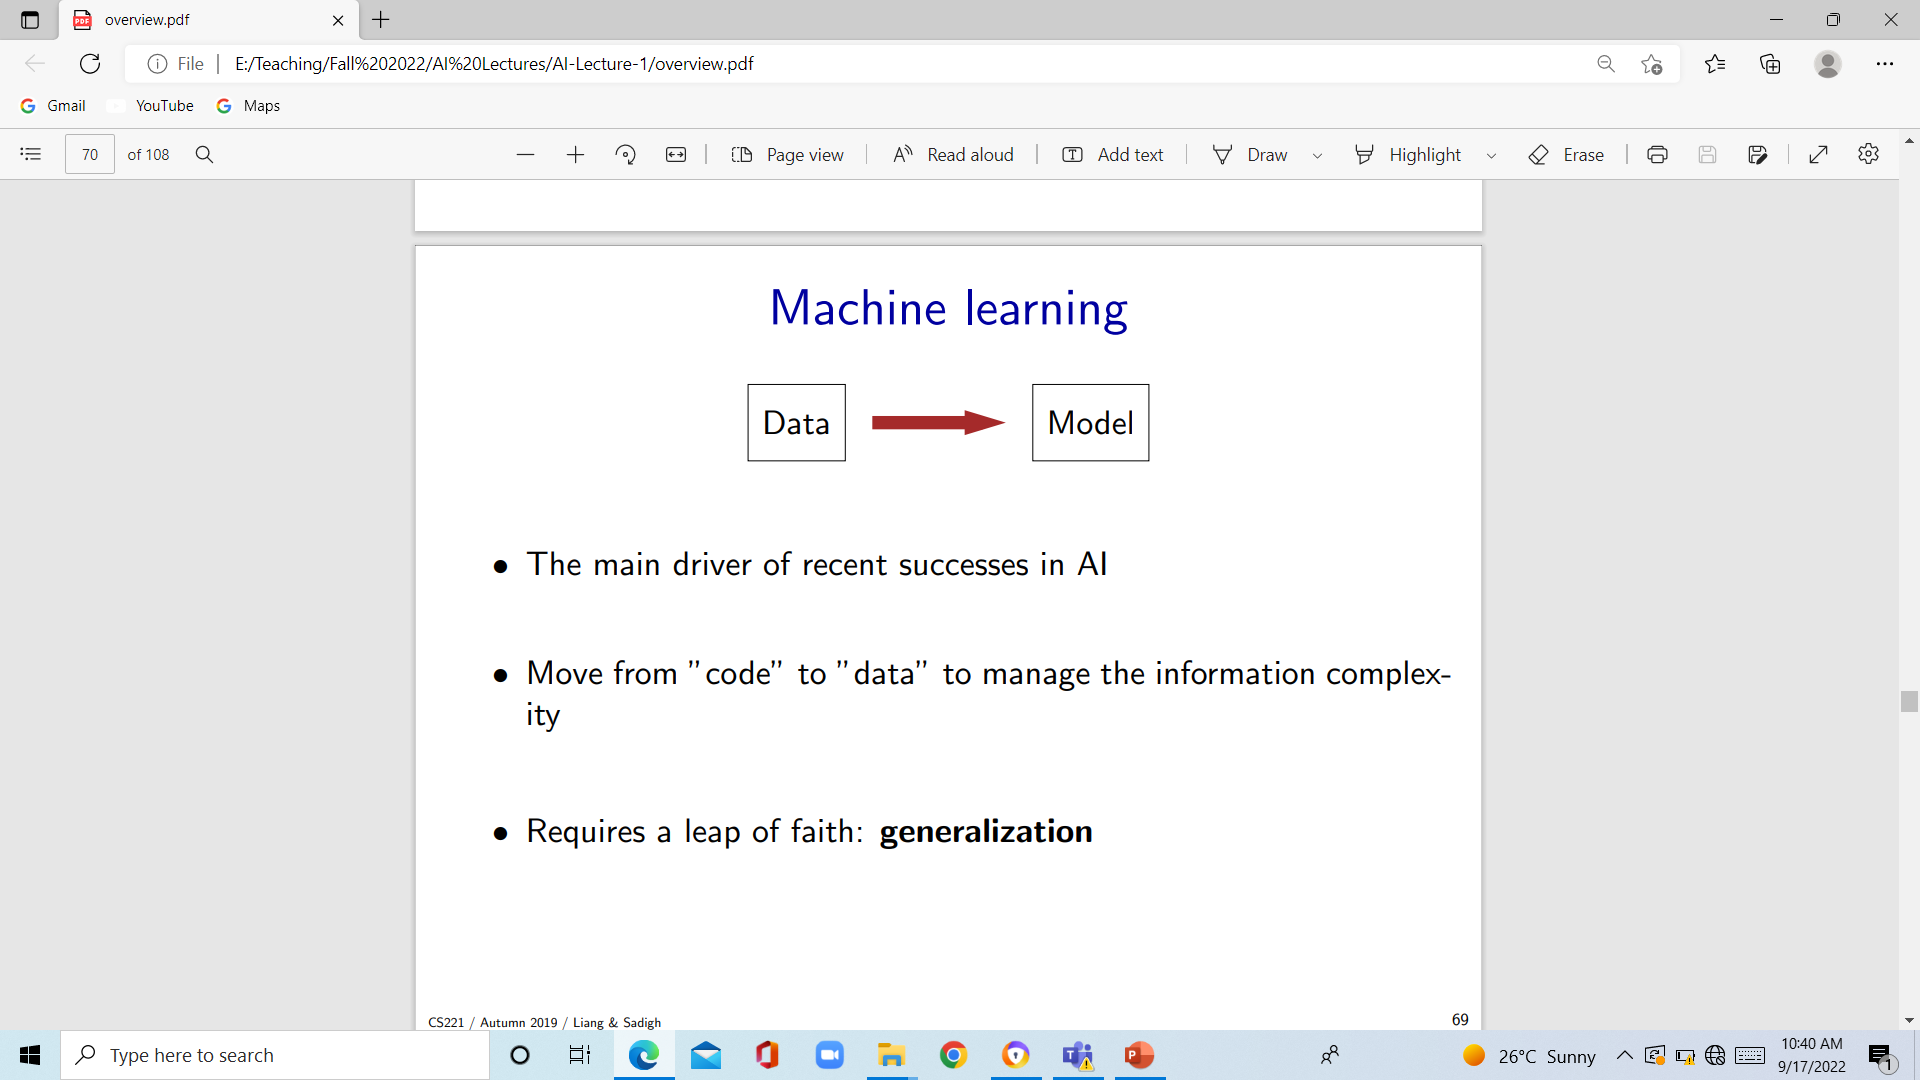 overview.pdf
File
E:/Teaching/Fall%202022/AI%20Lectures/AI-Lecture-1/overview.pdf
Gmail YouTube Maps
70 of 108 Page view Read aloud Add text Draw Highlight Erase
Machine learning
Data Model
• The main driver of recent successes in AI
• Move from ”code” to ”data” to manage the information complex-
ity
• Requires a leap of faith: generalization
CS221 / Autumn 2019 / Liang & Sadigh 69
Type here to search
26°C Sunny
10:40 AM
9/17/2022
1